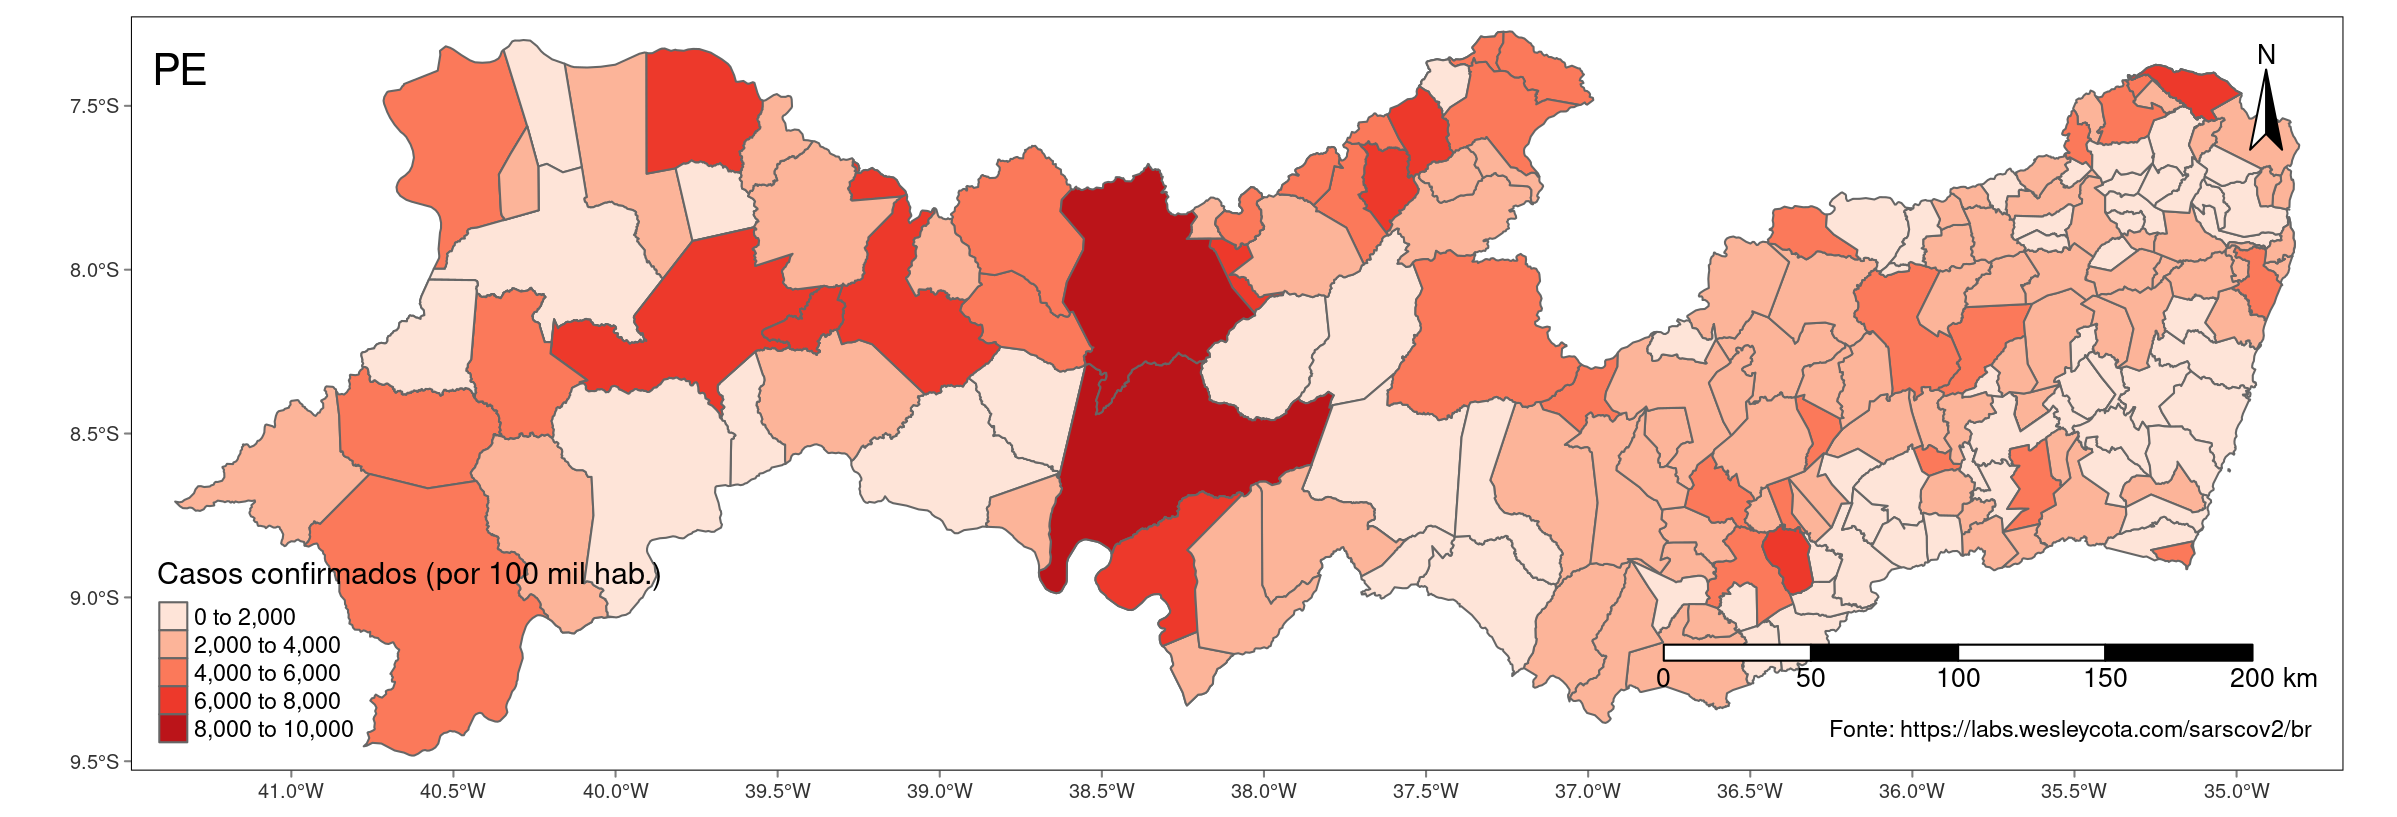 PE
N
7.5°S
8.0°S
8.5°S
9.0°S
9.5°S
Casos confirmados (por 100 mil hab.)
0 to 2,000
2,000 to 4,000
4,000 to 6,000
6,000 to 8,000
8,000 to 10,000
0 50 100 150 200 km
Fonte: https://labs.wesleycota.com/sarscov2/br
41.0°W 40.5°W 40.0°W 39.5°W 39.0°W 38.5°W 38.0°W 37.5°W 37.0°W 36.5°W 36.0°W 35.5°W 35.0°W